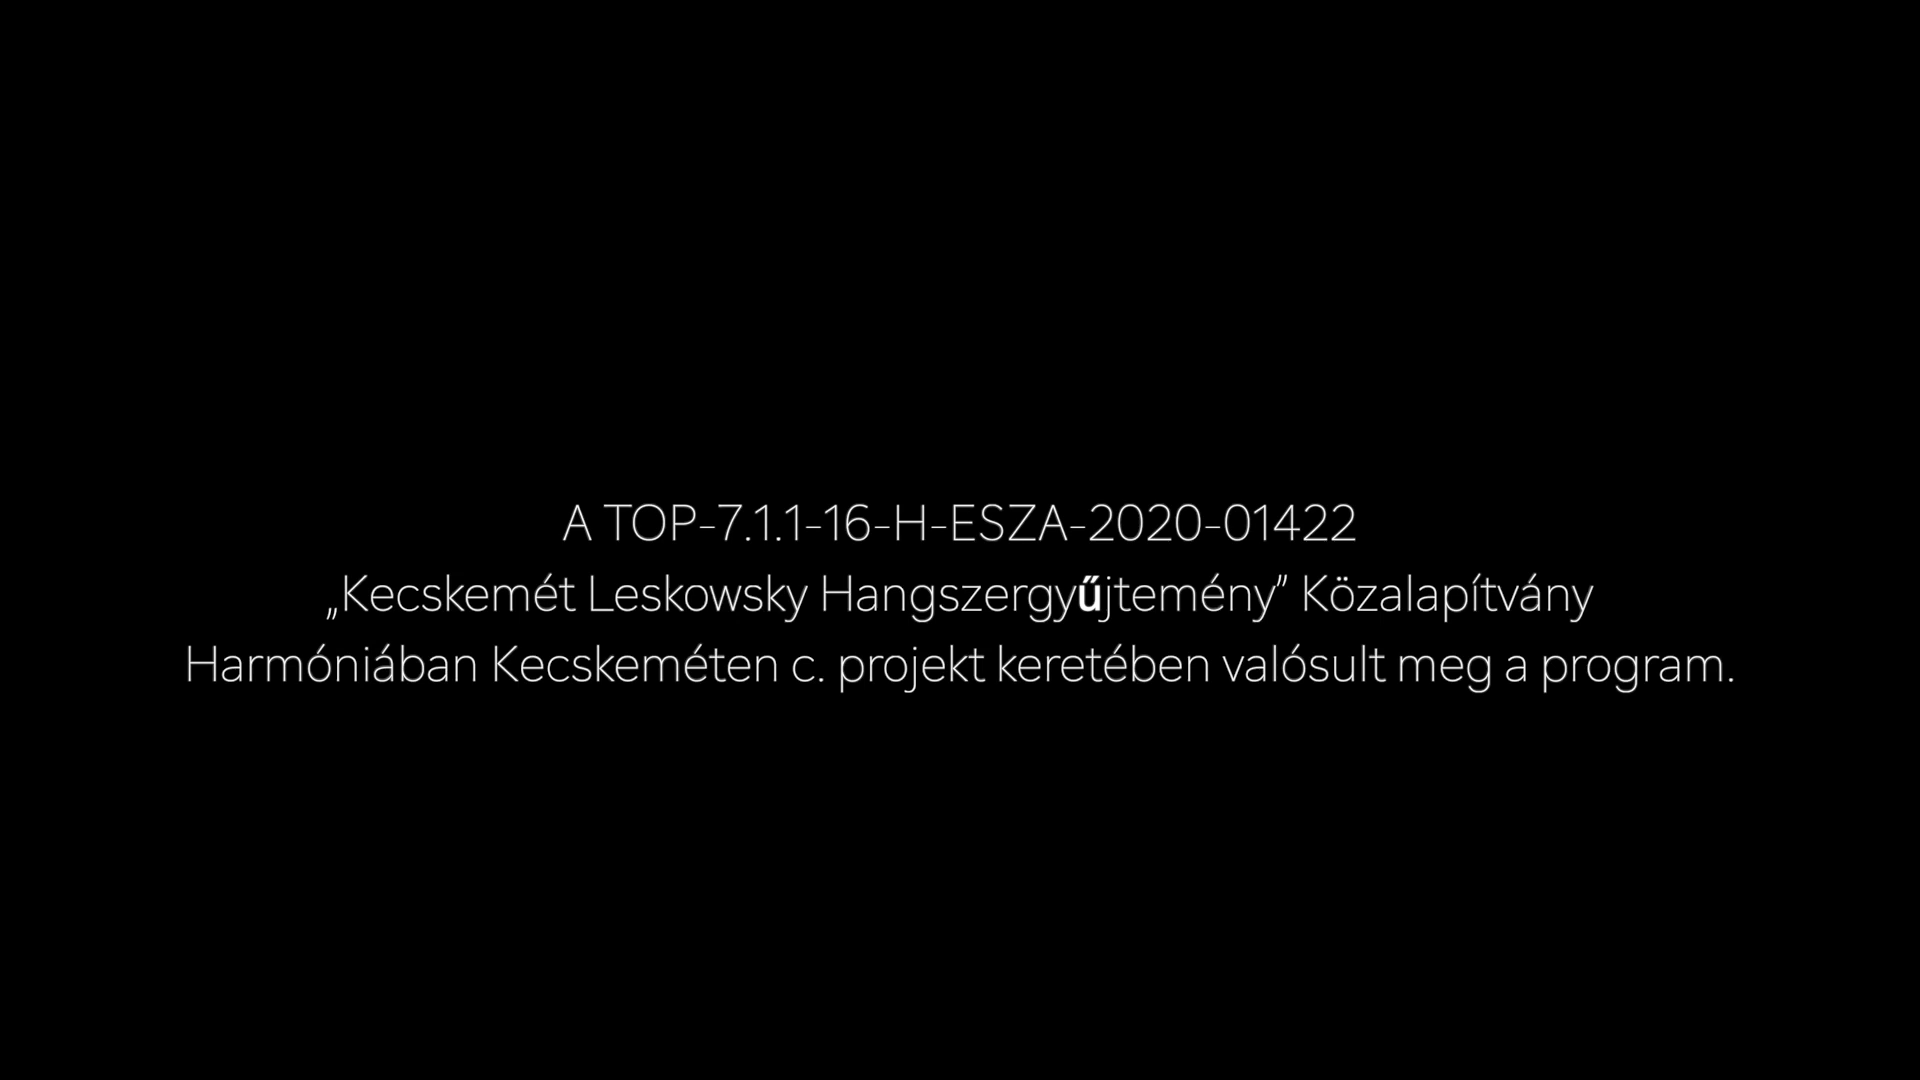 A TOP-7.1.1-16-H-ESZA-2020-01422
„Kecskemét Leskowsky Hangszergyűjtemény” Közalapítvány
Harmóniában Kecskeméten c. projekt keretében valósult meg a program.